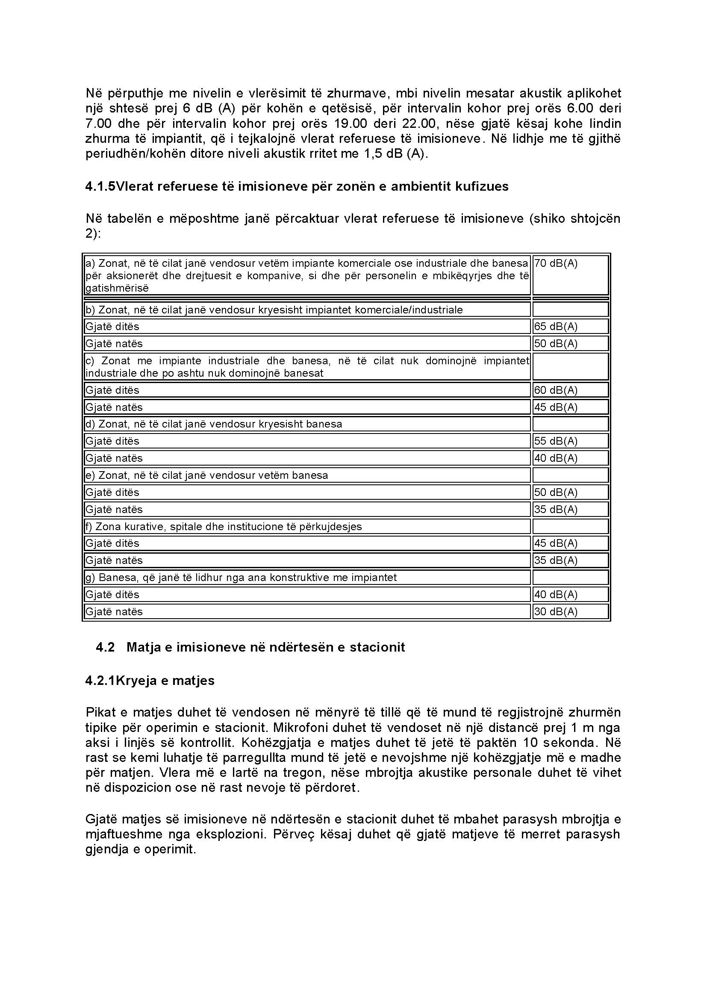 Në përputhje me nivelin e vlerësimit të zhurmave, mbi nivelin mesatar akustik aplikohet
një shtesë prej 6 dB (A) për kohën e qetësisë, për intervalin kohor prej orës 6.00 deri
7.00 dhe për intervalin kohor prej orës 19.00 deri 22.00, nëse gjatë kësaj kohe lindin
zhurma të impiantit, që i tejkalojnë vlerat referuese të imisioneve. Në lidhje me të gjithë
periudhën/kohën ditore niveli akustik rritet me 1,5 dB (A).
4.1.5Vlerat referuese të imisioneve për zonën e ambientit kufizues
Në tabelën e mëposhtme janë përcaktuar vlerat referuese të imisioneve (shiko shtojcën
2):
a) Zonat, në të cilat janë vendosur vetëm impiante komerciale ose industriale dhe banesa 70 dB(A)
për aksionerët dhe drejtuesit e kompanive, si dhe për personelin e mbikëqyrjes dhe të
gatishmërisë
b) Zonat, në të cilat janë vendosur kryesisht impiantet komerciale/industriale
Gjatë ditës 65 dB(A)
Gjatë natës 50 dB(A)
c) Zonat me impiante industriale dhe banesa, në të cilat nuk dominojnë impiantet
industriale dhe po ashtu nuk dominojnë banesat
Gjatë ditës 60 dB(A)
Gjatë natës 45 dB(A)
d) Zonat, në të cilat janë vendosur kryesisht banesa
Gjatë ditës 55 dB(A)
Gjatë natës 40 dB(A)
e) Zonat, në të cilat janë vendosur vetëm banesa
Gjatë ditës 50 dB(A)
Gjatë natës 35 dB(A)
f) Zona kurative, spitale dhe institucione të përkujdesjes
Gjatë ditës 45 dB(A)
Gjatë natës 35 dB(A)
g) Banesa, që janë të lidhur nga ana konstruktive me impiantet
Gjatë ditës 40 dB(A)
Gjatë natës 30 dB(A)
4.2 Matja e imisioneve në ndërtesën e stacionit
4.2.1Kryeja e matjes
Pikat e matjes duhet të vendosen në mënyrë të tillë që të mund të regjistrojnë zhurmën
tipike për operimin e stacionit. Mikrofoni duhet të vendoset në një distancë prej 1 m nga
aksi i linjës së kontrollit. Kohëzgjatja e matjes duhet të jetë të paktën 10 sekonda. Në
rast se kemi luhatje të parregullta mund të jetë e nevojshme një kohëzgjatje më e madhe
për matjen. Vlera më e lartë na tregon, nëse mbrojtja akustike personale duhet të vihet
në dispozicion ose në rast nevoje të përdoret.
Gjatë matjes së imisioneve në ndërtesën e stacionit duhet të mbahet parasysh mbrojtja e
mjaftueshme nga eksplozioni. Përveç kësaj duhet që gjatë matjeve të merret parasysh
gjendja e operimit.